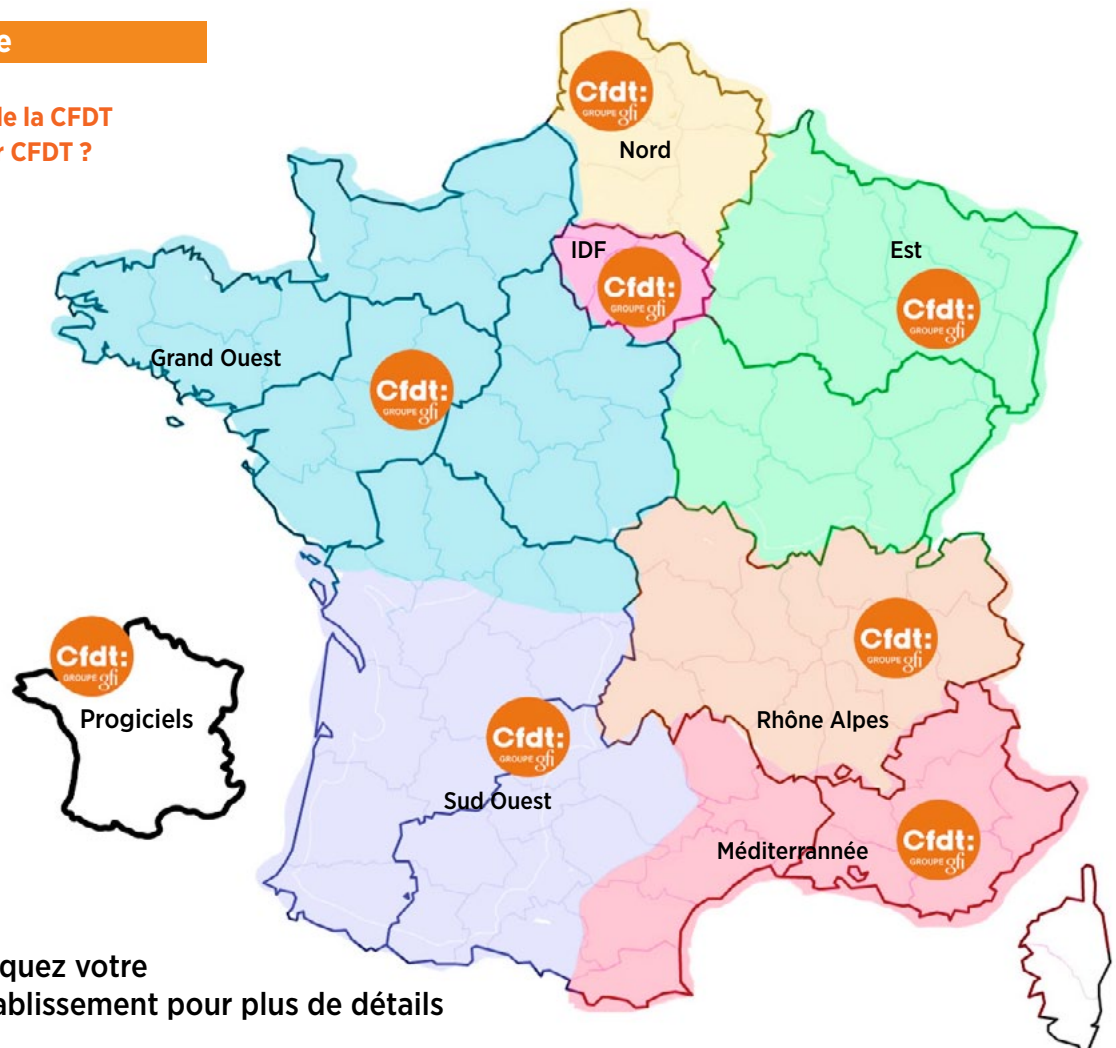 e
de la CFDT
r CFDT ?
Cfdt:
GROUPE gfi
Nord
IDF
Cfdt:
GROUPE gfi
Est
Cfdt:
GROUPE gfi
Grand Ouest
Cfdt:
GROUPE gfi
Cfdt:
GROUPE gfi
Progiciels
Cfdt:
GROUPE gfi
Rhône Alpes
Cfdt:
GROUPE gfi
Sud Ouest
Méditerrannée
Cfdt:
GROUPE gfi
quez votre
ablissement pour plus de détails